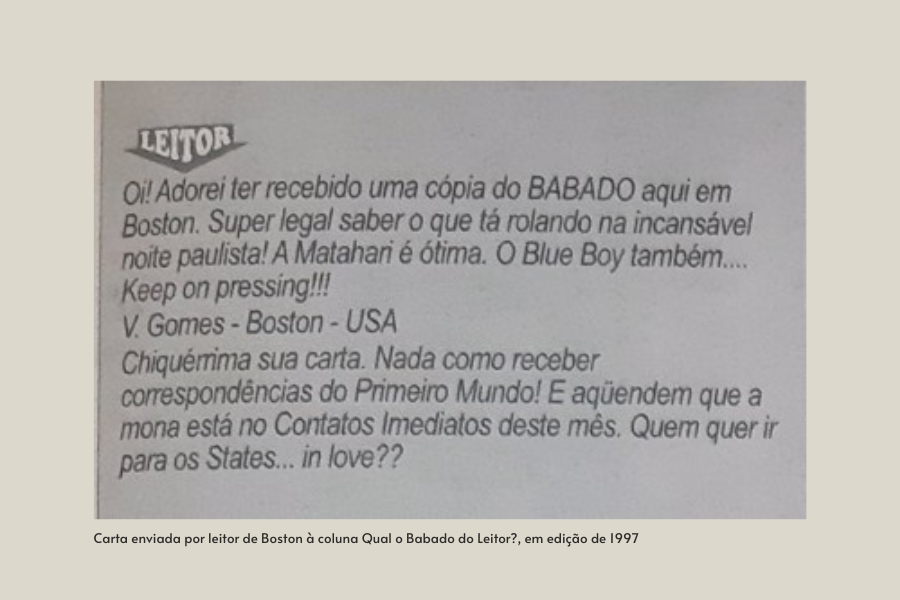 LEITOR
Oi! Adorei ter recebido uma cópia do BABADO aqui em
Boston. Super legal saber o que tá rolando na incansável
noite paulista! A Matahari é ótima. O Blue Boy também....
Keep on pressing!!!
V. Gomes - Boston - USA
Chiquérrima sua carta. Nada como receber
correspondências do Primeiro Mundo! E aqüendem que a
mona está no Contatos Imediatos deste mês. Quem quer ir
para os States... in love??
Carta enviada por leitor de Boston à coluna Qual o Babado do Leitor?, em edição de 1997